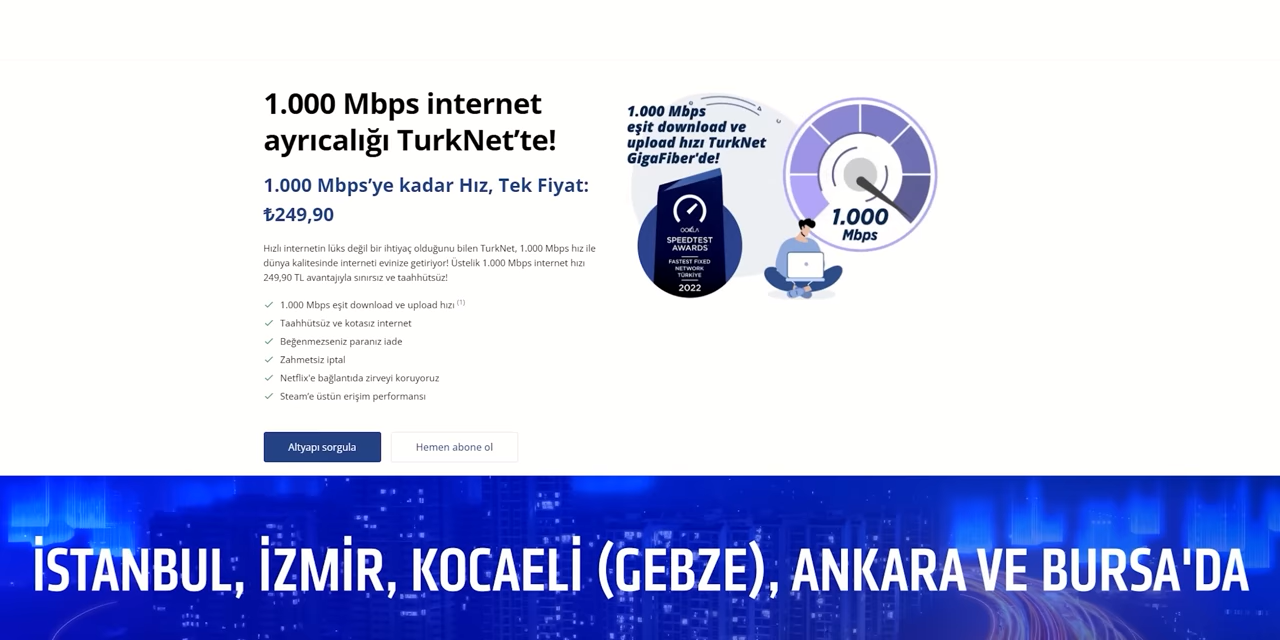 1.000 Mbps internet
ayrıcalığı TurkNet’te!
1.000 Mbps’ye kadar Hız, Tek Fiyat:
₺249,90
Hızlı internetin lüks değil bir ihtiyaç olduğunu bilen TurkNet, 1.000 Mbps hız ile
dünya kalitesinde interneti evinize getiriyor! Üstelik 1.000 Mbps internet hızı
249,90 TL avantajıyla sınırsız ve taahhütsüz!
1.000 Mbps eşit download ve upload hızı (1)
Taahhütsüz ve kotasız internet
Beğenmezseniz paranız iade
Zahmetsiz iptal
Netflix'e bağlantıda zirveyi koruyoruz
Steam’e üstün erişim performansı
Altyapı sorgula
Hemen abone ol
1.000 Mbps
eşit download ve
upload hızı TurkNet
GigaFiber'de!
OOKLA
SPEEDTEST
AWARDS
FASTEST FIXED
NETWORK
TÜRKİYE
2022
1.000
Mbps
İSTANBUL, İZMİR, KOCAELİ (GEBZE), ANKARA VE BURSA'DA